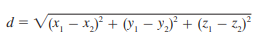 d = √(x₁ − x₂)² + (y₁ − y₂)² + (z₁ − z₂)²